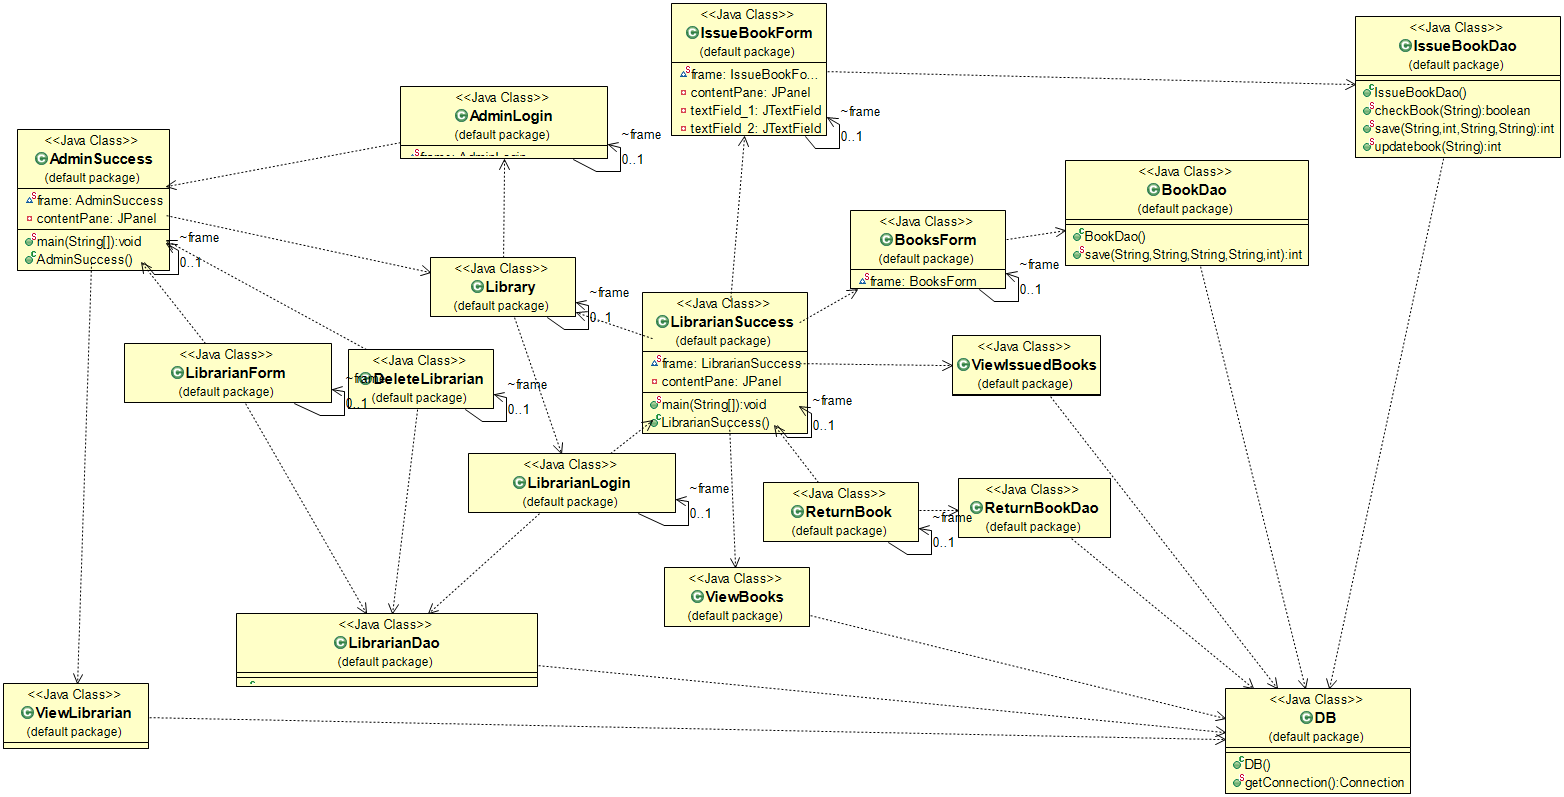 <<Java Class>>
IssueBookForm
(default package)
frame: IssueBookFo...
contentPane: JPanel
textField_1: JTextField
textField_2: JTextField
~frame
0..1
<<Java Class>>
IssueBookDao
(default package)
IssueBookDao()
checkBook(String):boolean
save(String,int,String,String):int
updatebook(String):int
<<Java Class>>
AdminLogin
(default package)
frame: AdminLogin
~frame
0..1
<<Java Class>>
AdminSuccess
(default package)
frame: AdminSuccess
contentPane: JPanel
main(String[]):void
AdminSuccess()
~frame
0..1
<<Java Class>>
BookDao
(default package)
BookDao()
save(String,String,String,String,int):int
<<Java Class>>
BooksForm
(default package)
frame: BooksForm
~frame
0..1
<<Java Class>>
Library
(default package)
~frame
0..1
<<Java Class>>
LibrarianSuccess
(default package)
frame: LibrarianSuccess
contentPane: JPanel
main(String[]):void
LibrarianSuccess()
~frame
0..1
<<Java Class>>
ViewIssuedBooks
(default package)
<<Java Class>>
LibrarianForm
(default package)
~frame
0..1
<<Java Class>>
DeleteLibrarian
(default package)
~frame
0..1
<<Java Class>>
LibrarianLogin
(default package)
~frame
0..1
<<Java Class>>
ReturnBook
(default package)
~frame
0..1
<<Java Class>>
ReturnBookDao
(default package)
<<Java Class>>
ViewBooks
(default package)
<<Java Class>>
LibrarianDao
(default package)
<<Java Class>>
ViewLibrarian
(default package)
<<Java Class>>
DB
(default package)
DB()
getConnection():Connection